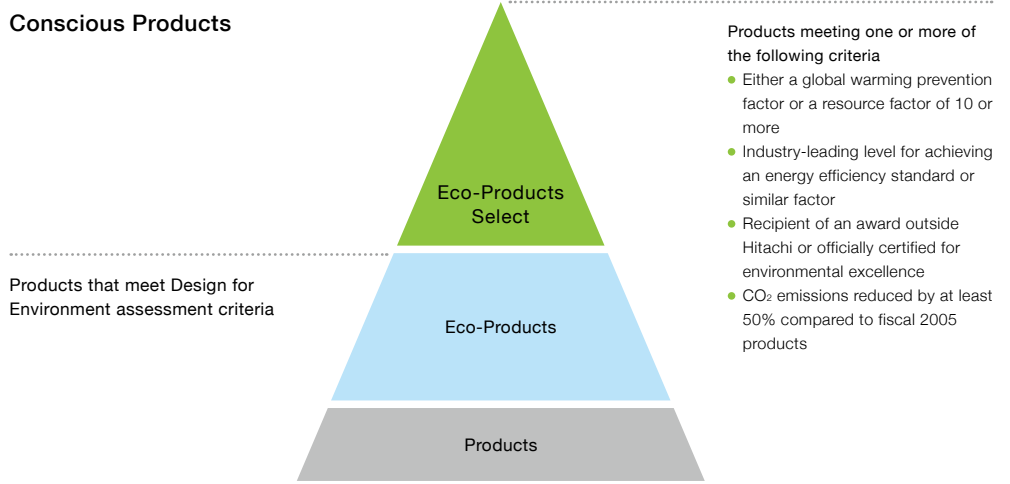 Conscious Products
Products meeting one or more of
the following criteria
● Either a global warming prevention
factor or a resource factor of 10 or
more
● Industry-leading level for achieving
an energy efficiency standard or
similar factor
● Recipient of an award outside
Hitachi or officially certified for
environmental excellence
● CO₂ emissions reduced by at least
50% compared to fiscal 2005
products
Eco-Products
Select
Products that meet Design for
Environment assessment criteria
Eco-Products
Products